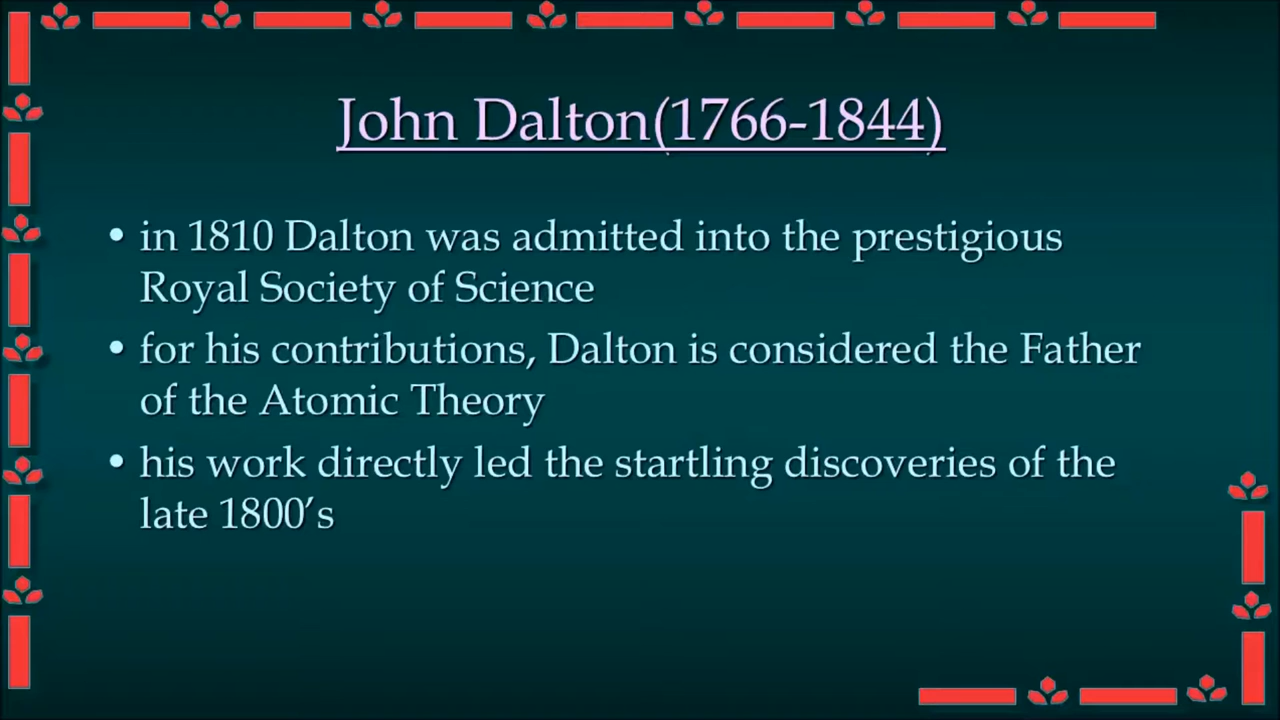 John Dalton(1766-1844)
• in 1810 Dalton was admitted into the prestigious
Royal Society of Science
• for his contributions, Dalton is considered the Father
of the Atomic Theory
• his work directly led the startling discoveries of the
late 1800’s